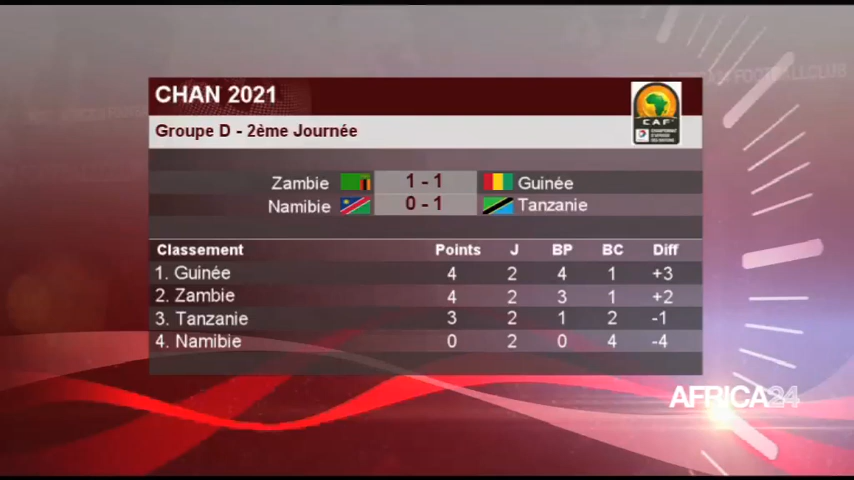 CHAN 2021
Groupe D - 2ème Journée
CAF
Zambie 1 - 1 Guinée
Namibie 0 - 1 Tanzanie
Classement Points J BP BC Diff
1. Guinée 4 2 4 1 +3
2. Zambie 4 2 3 1 +2
3. Tanzanie 3 2 1 2 -1
4. Namibie 0 2 0 4 -4
AFRICA24